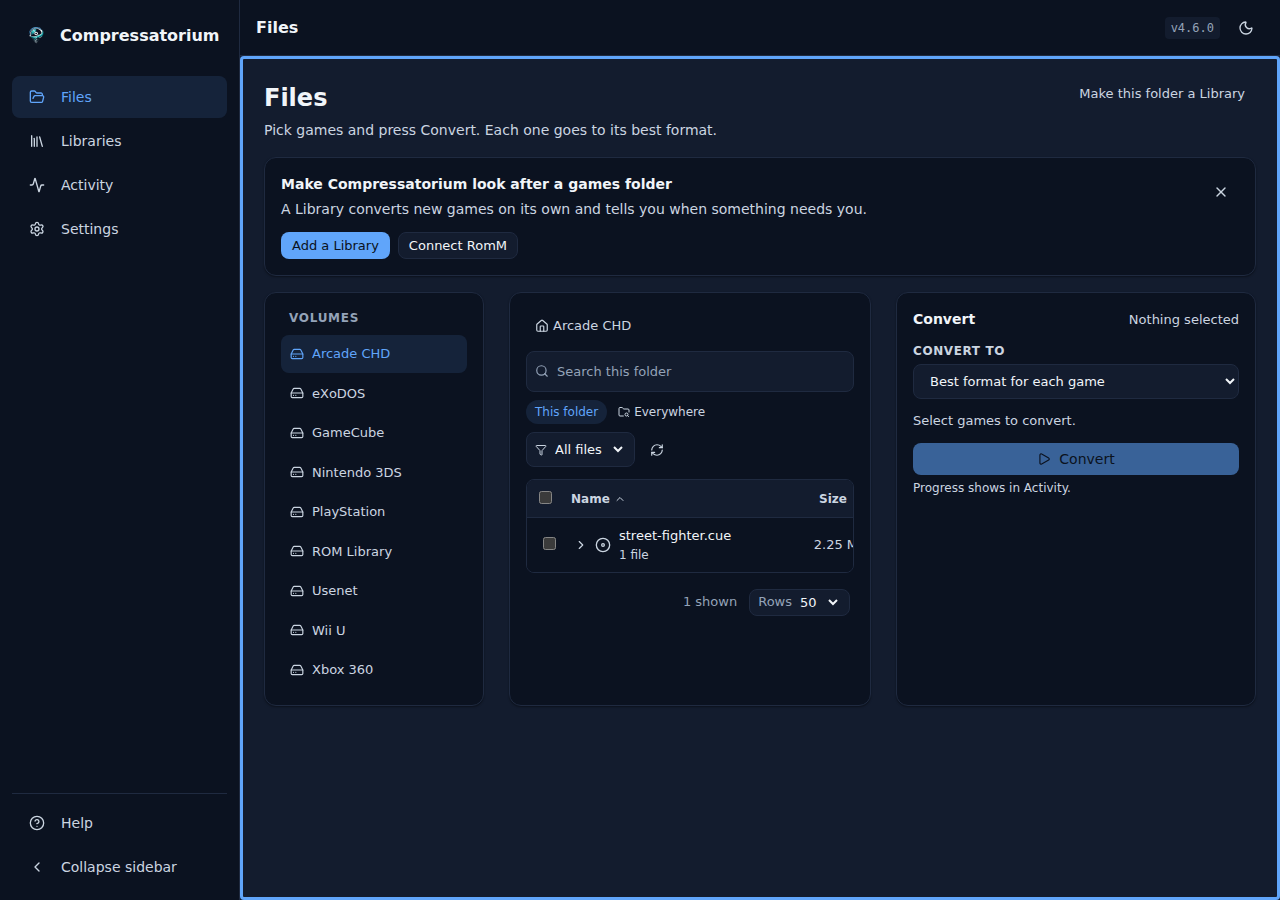 Compressatorium
Files
Libraries
Activity
Settings
Help
Collapse sidebar
Files
v4.6.0
Files
Make this folder a Library
Pick games and press Convert. Each one goes to its best format.
Make Compressatorium look after a games folder
A Library converts new games on its own and tells you when something needs you.
Add a Library
Connect RomM
VOLUMES
Arcade CHD
eXoDOS
GameCube
Nintendo 3DS
PlayStation
ROM Library
Usenet
Wii U
Xbox 360
Arcade CHD
Search this folder
This folder
Everywhere
All files
Name
Size
street-fighter.cue
2.25
1 file
1 shown
Rows 50
Convert
Nothing selected
CONVERT TO
Best format for each game
Select games to convert.
Convert
Progress shows in Activity.